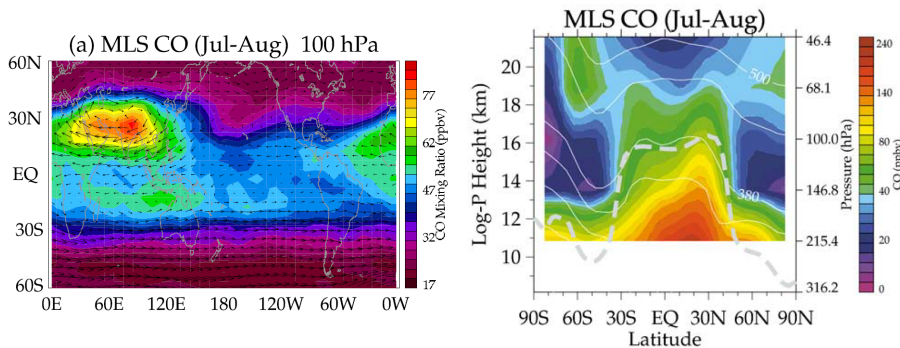 (a) MLS CO (Jul-Aug) 100 hPa
60N
30N
EQ
30S
60S
0E 60E 120E 180 120W 60W 0W
77
62
47
32
17
CO Mixing Ratio (ppbv)
MLS CO (Jul-Aug)
Log-P Height (km)
20
18
16
14
12
10
500
380
46.4
68.1
100.0
146.8
215.4
316.2
Pressure (hPa)
240
140
80
60
40
20
0
CO (ppbv)
90S 60S 30S EQ 30N 60N 90N
Latitude